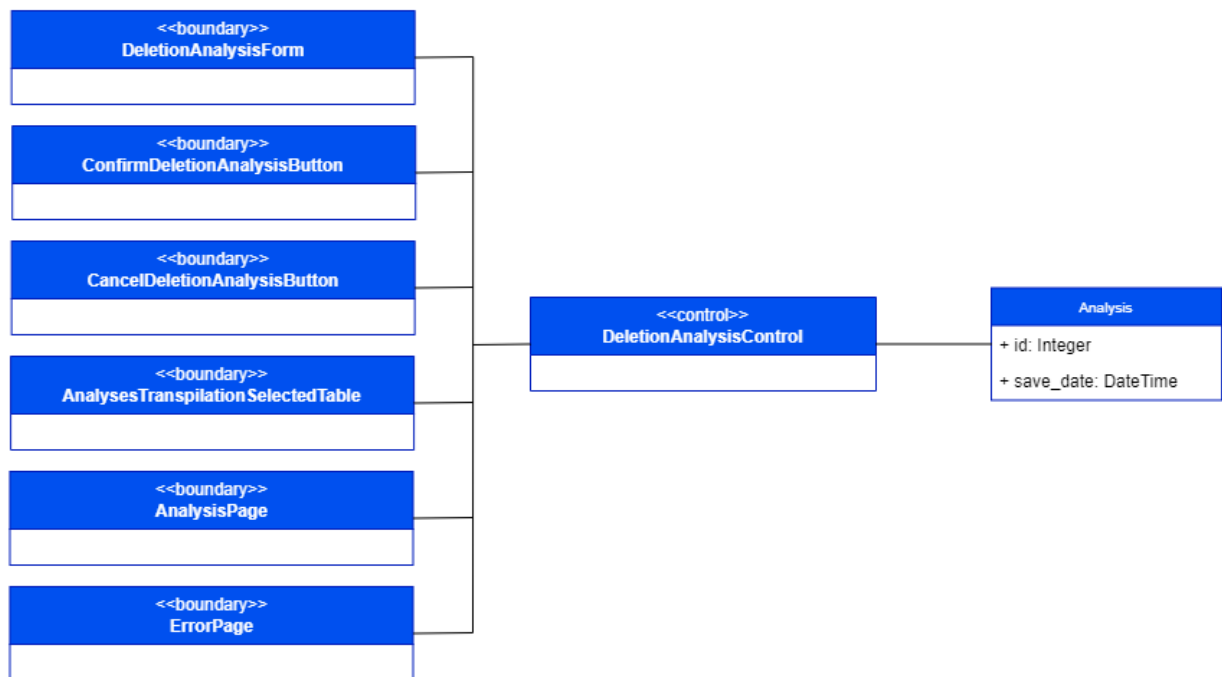 <<boundary>>
DeletionAnalysisForm
<<boundary>>
ConfirmDeletionAnalysisButton
<<boundary>>
CancelDeletionAnalysisButton
<<boundary>>
AnalysesTranspilationSelectedTable
<<boundary>>
AnalysisPage
<<boundary>>
ErrorPage
<<control>>
DeletionAnalysisControl
Analysis
+ id: Integer
+ save_date: DateTime